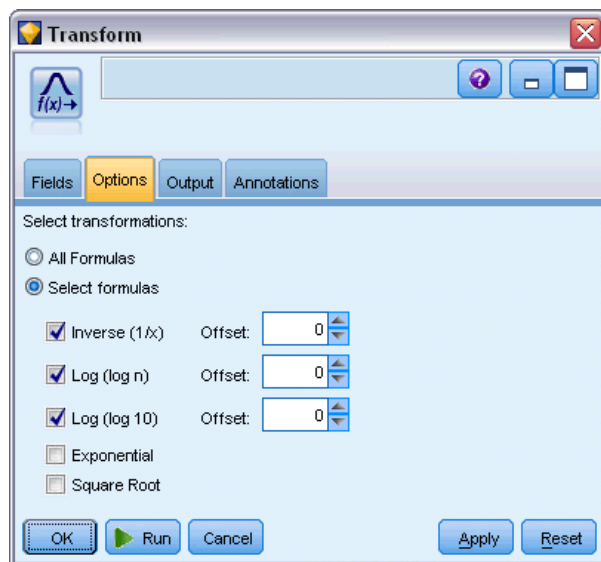 Transform
f(x)→
?
Fields Options Output Annotations
Select transformations:
All Formulas
Select formulas
Inverse (1/x) Offset: 0
Log (log n) Offset: 0
Log (log 10) Offset: 0
Exponential
Square Root
OK Run Cancel Apply Reset